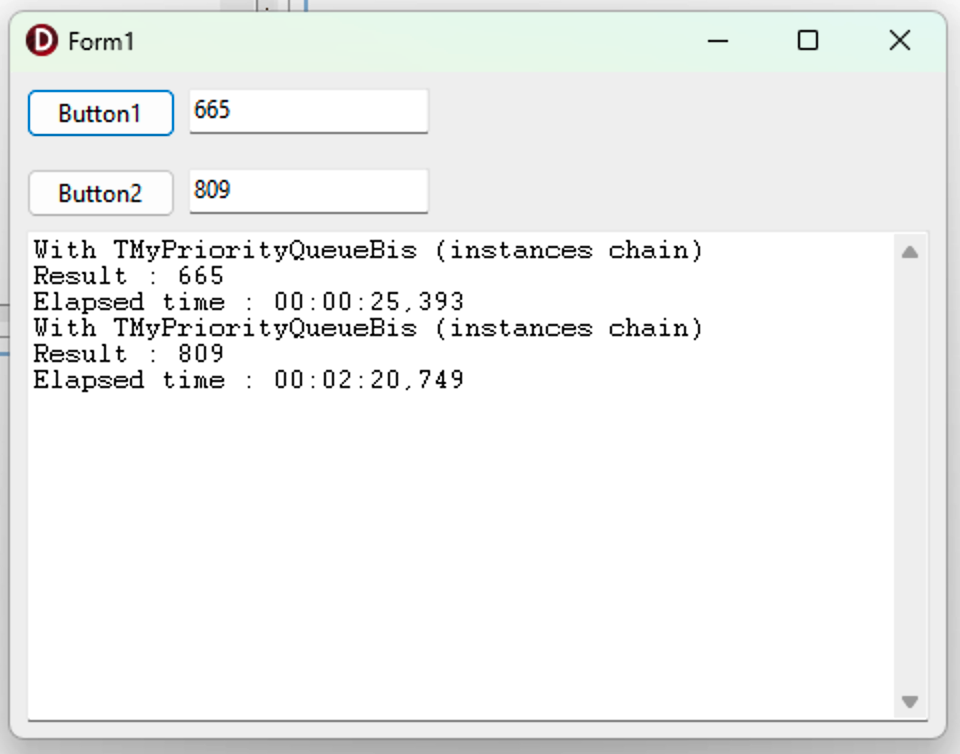 Form1
Button1 665
Button2 809
With TMyPriorityQueueBis (instances chain)
Result : 665
Elapsed time : 00:00:25,393
With TMyPriorityQueueBis (instances chain)
Result : 809
Elapsed time : 00:02:20,749